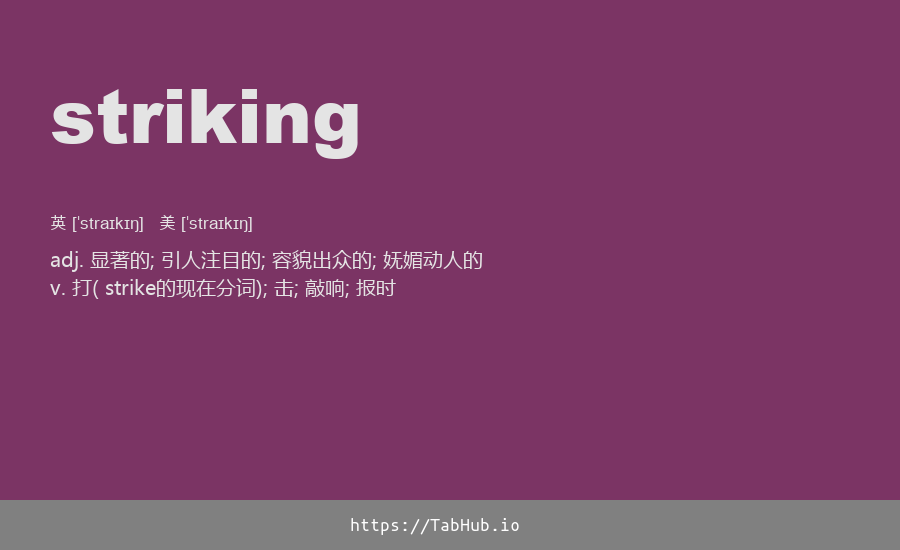 striking
英 ['straɪkɪŋ] 美 ['straɪkɪŋ]
adj. 显著的; 引人注目的; 容貌出众的; 妩媚动人的
v. 打( strike的现在分词); 击; 敲响; 报时
https://TabHub.io